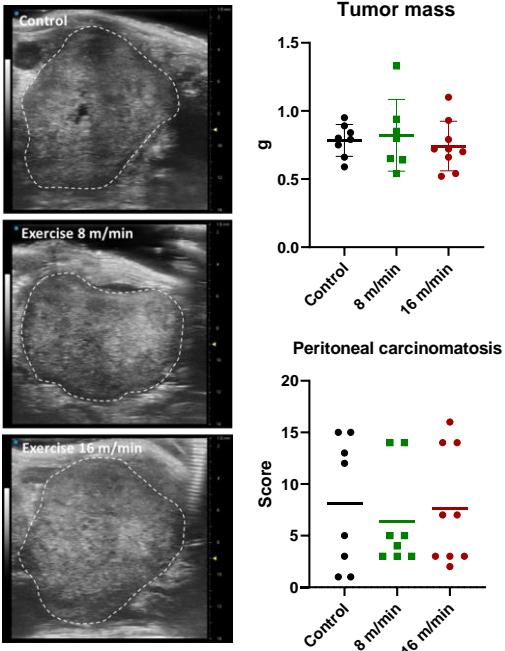 Control
Exercise 8 m/min
Exercise 16 m/min
Tumor mass
1.5
1.0
0.5
0.0
g
Control
8 m/min
16 m/min
Peritoneal carcinomatosis
20
15
10
5
0
Score
Control
8 m/min
16 m/min